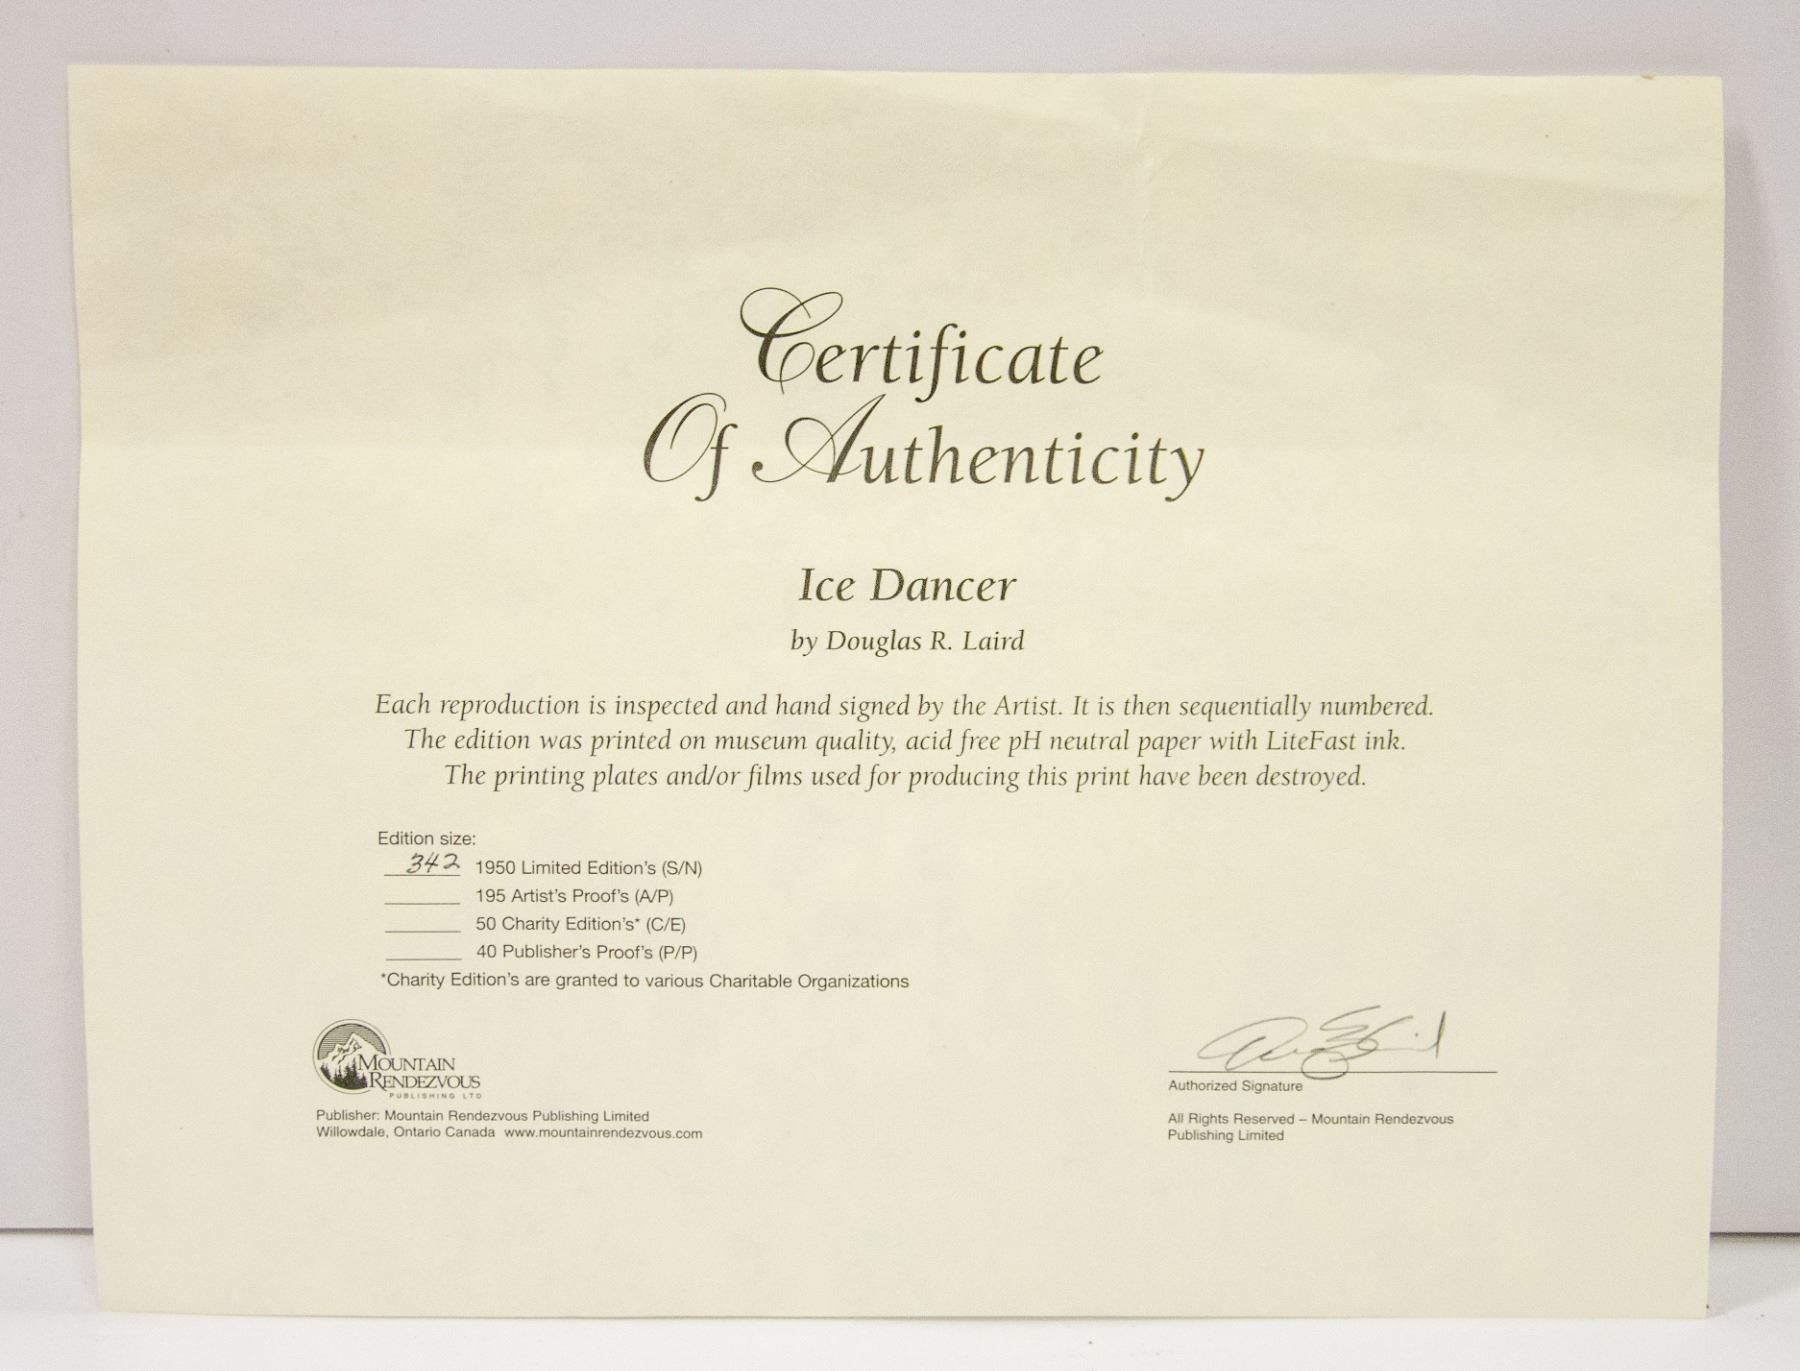 Certificate
Of Authenticity
Ice Dancer
by Douglas R. Laird
Each reproduction is inspected and hand signed by the Artist. It is then sequentially numbered.
The edition was printed on museum quality, acid free pH neutral paper with LiteFast ink.
The printing plates and/or films used for producing this print have been destroyed.
Edition size:
342 1950 Limited Edition's (S/N)
195 Artist's Proof's (A/P)
50 Charity Edition's* (C/E)
40 Publisher's Proof's (P/P)
*Charity Edition's are granted to various Charitable Organizations
MOUNTAIN
RENDEZVOUS
PUBLISHING LTD
Publisher: Mountain Rendezvous Publishing Limited
Willowdale, Ontario Canada www.mountainrendezvous.com
Authorized Signature
All Rights Reserved – Mountain Rendezvous
Publishing Limited